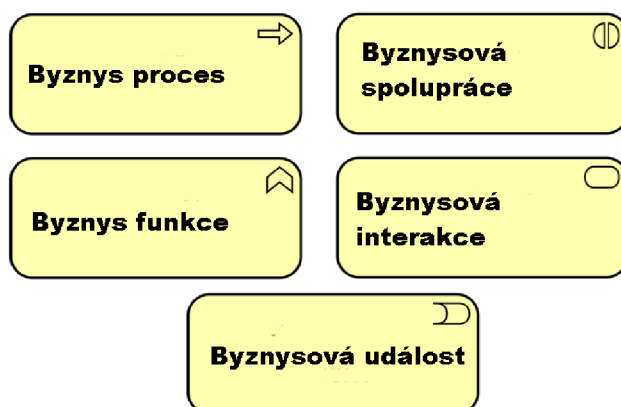 Byznys proces
Byznysová
spolupráce
Byznys funkce
Byznysová
interakce
Byznysová událost